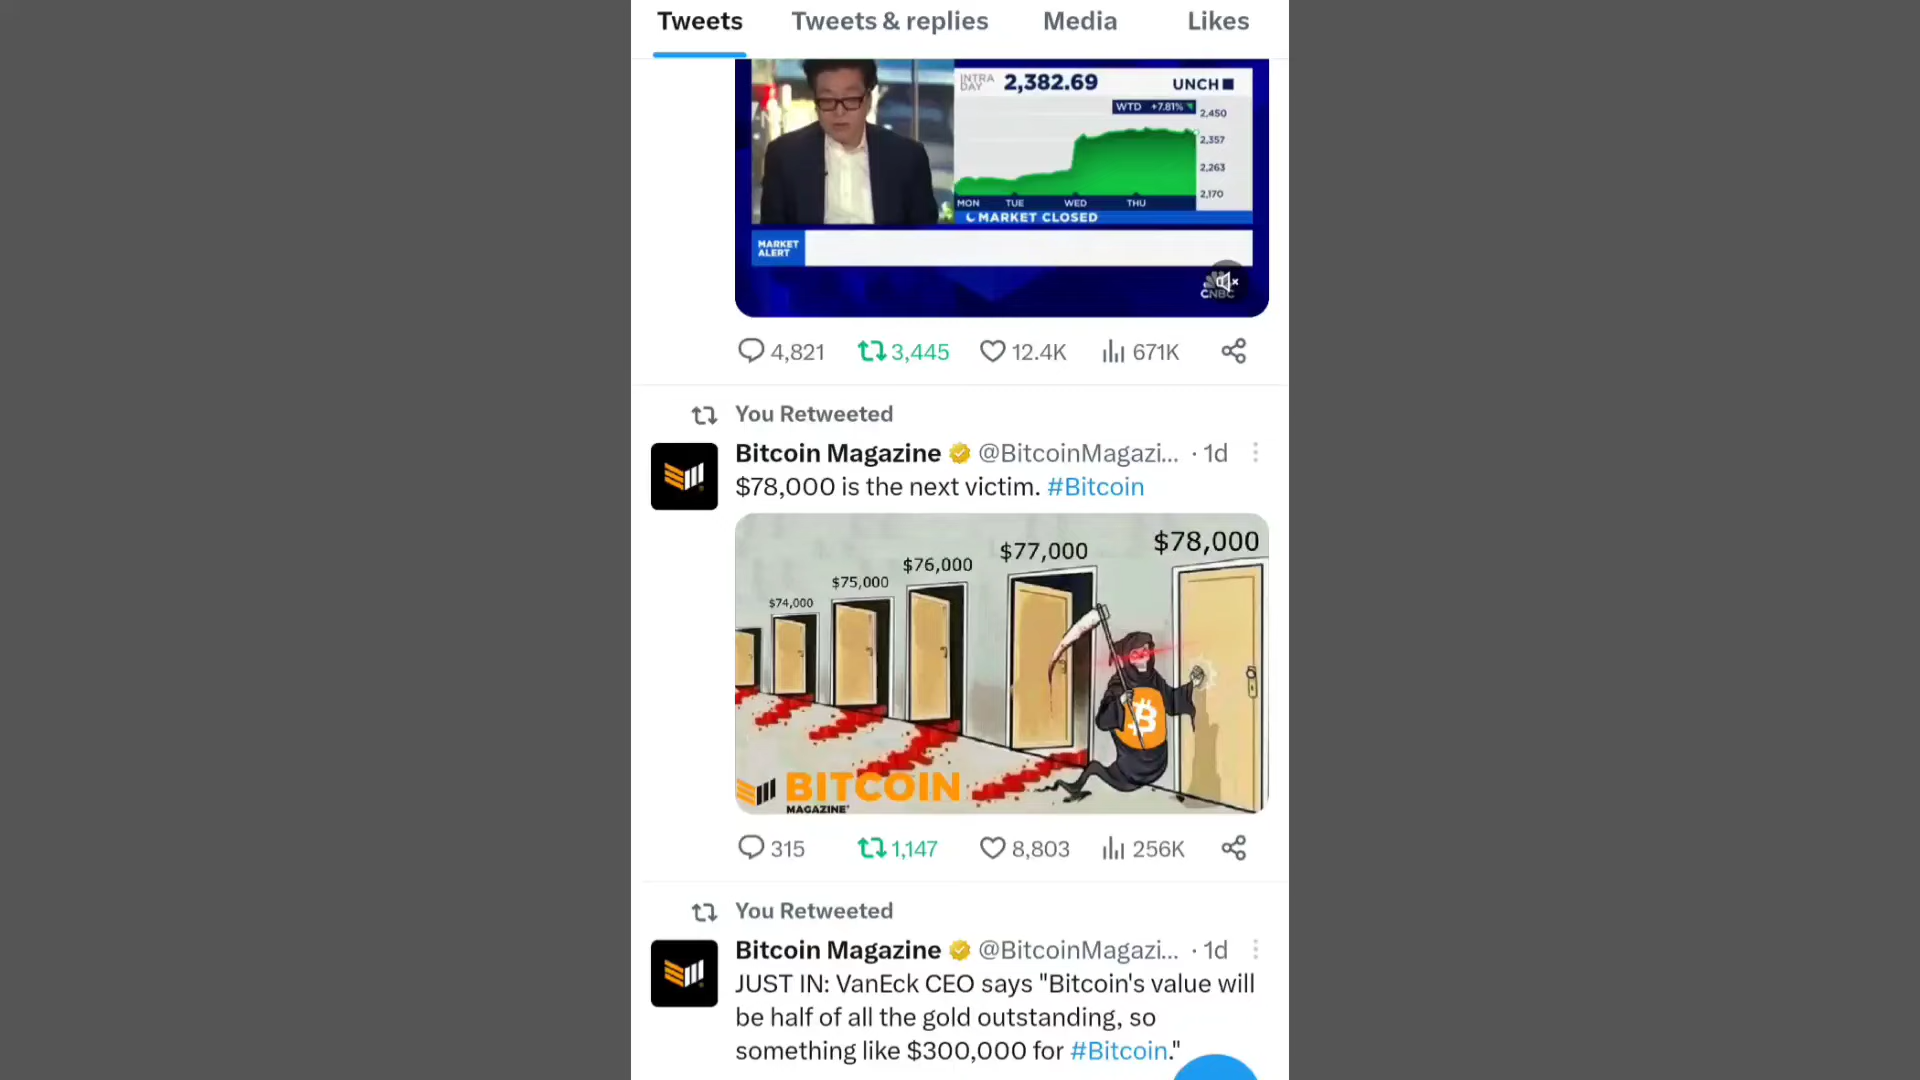 Tweets Tweets & replies Media Likes
INTRA DAY 2,382.69 UNCH
WTD +7.81%
2,450
2,357
2,263
2,170
MON TUE WED THU
MARKET CLOSED
MARKET ALERT
CNBC
4,821 3,445 12.4K 671K
You Retweeted
Bitcoin Magazine @BitcoinMagazi... · 1d
$78,000 is the next victim. #Bitcoin
$74,000 $75,000 $76,000 $77,000 $78,000
BITCOIN
MAGAZINE
315 1,147 8,803 256K
You Retweeted
Bitcoin Magazine @BitcoinMagazi... · 1d
JUST IN: VanEck CEO says "Bitcoin's value will
be half of all the gold outstanding, so
something like $300,000 for #Bitcoin."